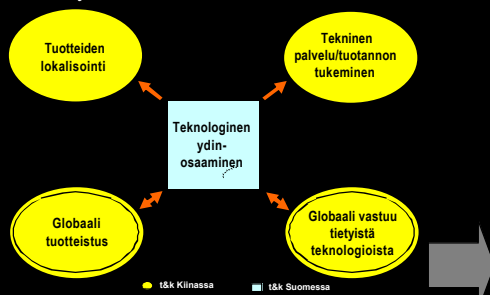 Tuotteiden
lokalisointi
Tekninen
palvelu/tuotannon
tukeminen
Teknologinen
ydin-
osaaminen
Globaali
tuotteistus
Globaali vastuu
tietyistä
teknologioista
t&k Kiinassa
t&k Suomessa